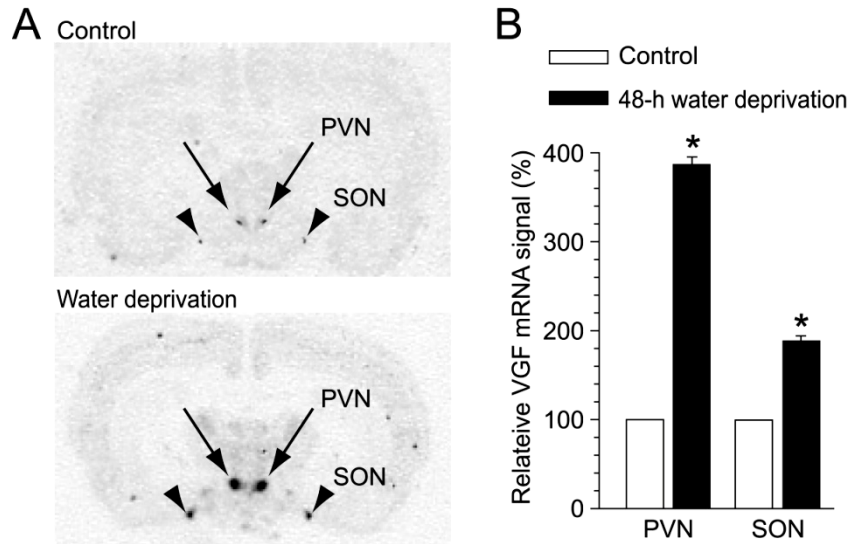 A
Control
PVN
SON
Water deprivation
PVN
SON
B
Control
48-h water deprivation
Relateive VGF mRNA signal (%)
400
300
200
100
0
*
*
PVN
SON